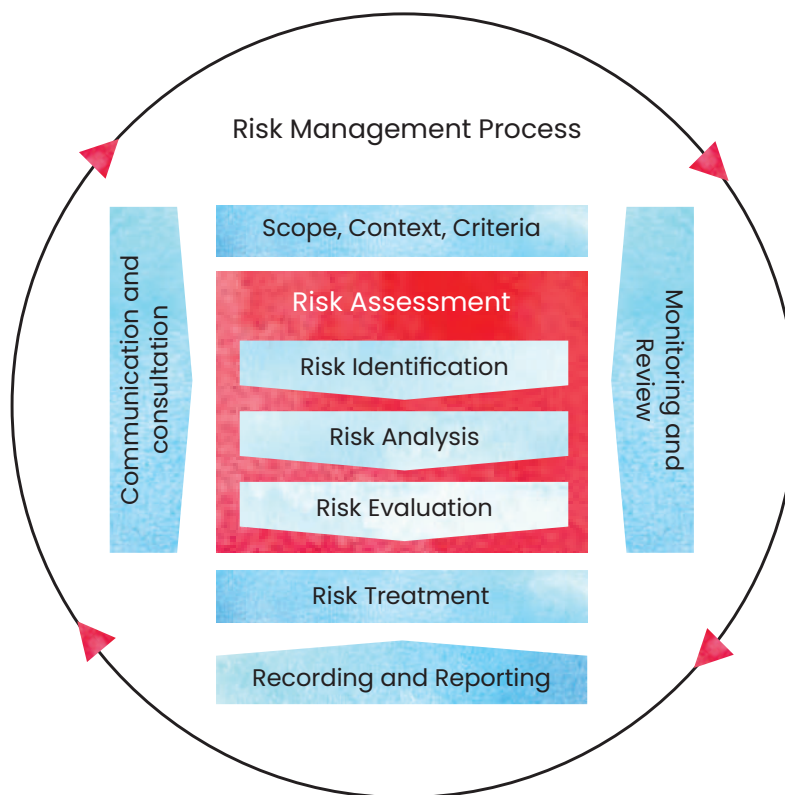 Risk Management Process
Scope, Context, Criteria
Communication and
consultation
Risk Assessment
Risk Identification
Risk Analysis
Risk Evaluation
Monitoring and
Review
Risk Treatment
Recording and Reporting